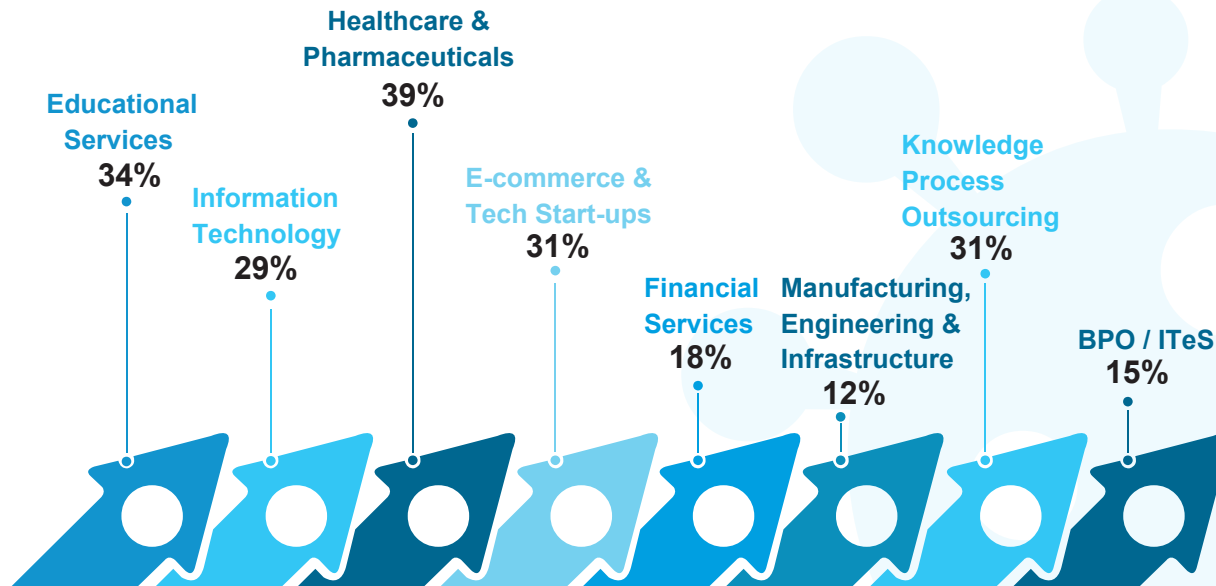 Educational
Services
34%
Information
Technology
29%
Healthcare &
Pharmaceuticals
39%
E-commerce &
Tech Start-ups
31%
Financial
Services
18%
Manufacturing,
Engineering &
Infrastructure
12%
Knowledge
Process
Outsourcing
31%
BPO / ITeS
15%